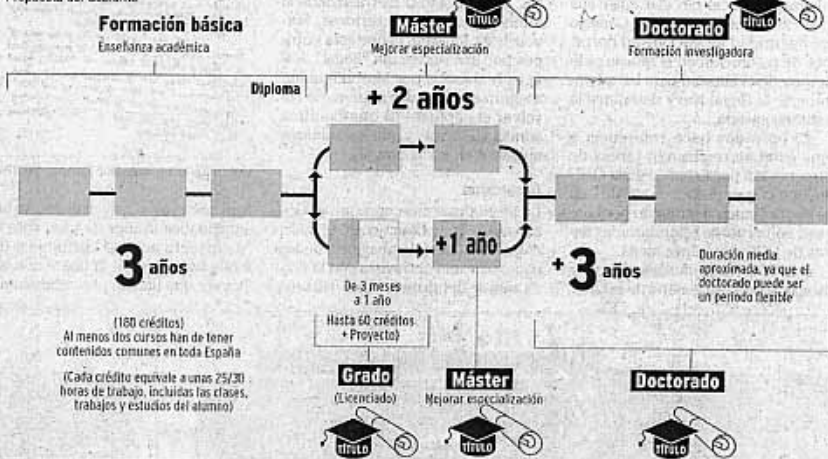 Formación básica
Enseñanza académica
Diploma
Máster
TÍTULO
Mejorar especialización
+ 2 años
Doctorado
TÍTULO
Formación investigadora
3 años
(180 créditos)
Al menos dos cursos han de tener
contenidos comunes en toda España
(Cada crédito equivale a unas 25/30
horas de trabajo, incluidas las clases,
trabajos y estudios del alumno)
+1 año
De 3 meses
a 1 año
Hasta 60 créditos
+ Proyecto)
+ 3 años
Duración media
aproximada, ya que el
doctorado puede ser
un periodo flexible
Grado
(Licenciado)
TÍTULO
Máster
Mejorar especialización
TÍTULO
Doctorado
TÍTULO